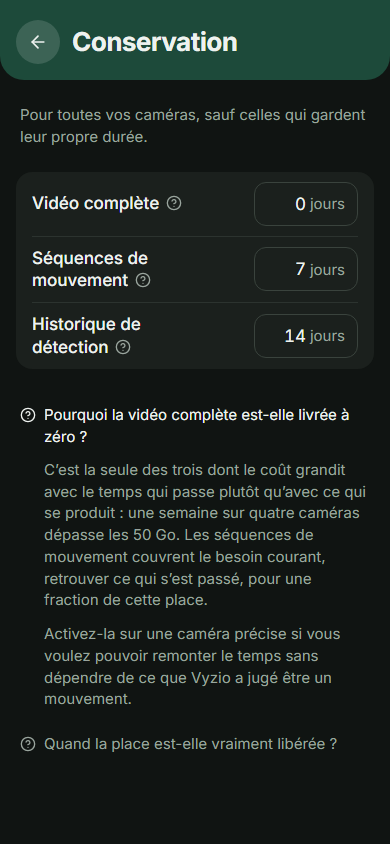 Conservation
Pour toutes vos caméras, sauf celles qui gardent
leur propre durée.
Vidéo complète
0 jours
Séquences de
mouvement
7 jours
Historique de
détection
14 jours
Pourquoi la vidéo complète est-elle livrée à
zéro ?
C’est la seule des trois dont le coût grandit
avec le temps qui passe plutôt qu’avec ce qui
se produit : une semaine sur quatre caméras
dépasse les 50 Go. Les séquences de
mouvement couvrent le besoin courant,
retrouver ce qui s’est passé, pour une
fraction de cette place.
Activez-la sur une caméra précise si vous
voulez pouvoir remonter le temps sans
dépendre de ce que Vyzio a jugé être un
mouvement.
Quand la place est-elle vraiment libérée ?